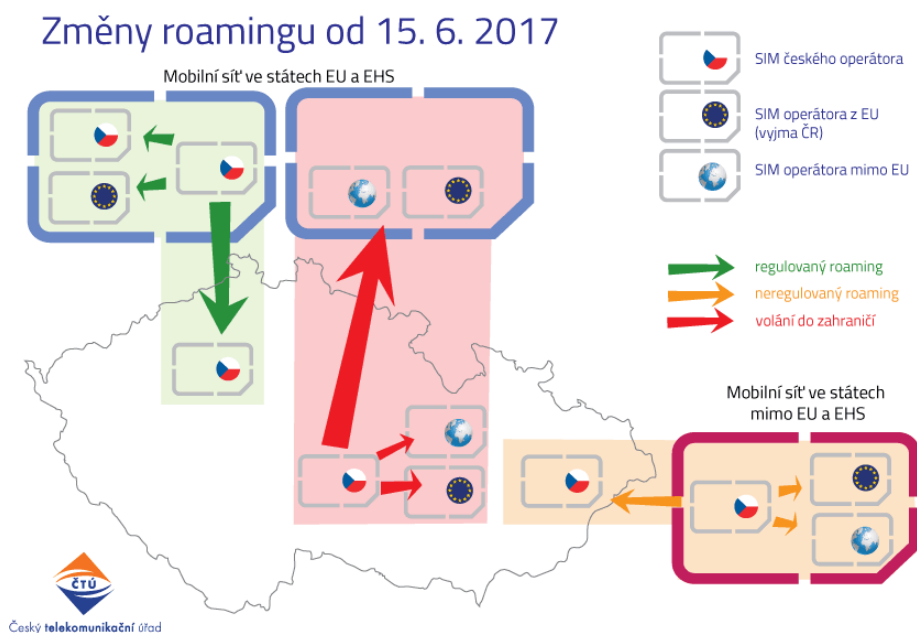 Změny roamingu od 15. 6. 2017
Mobilní síť ve státech EU a EHS
SIM českého operátora
SIM operátora z EU
(vyjma ČR)
SIM operátora mimo EU
regulovaný roaming
neregulovaný roaming
volání do zahraničí
Mobilní síť ve státech
mimo EU a EHS
ČTÚ
Český telekomunikační úřad